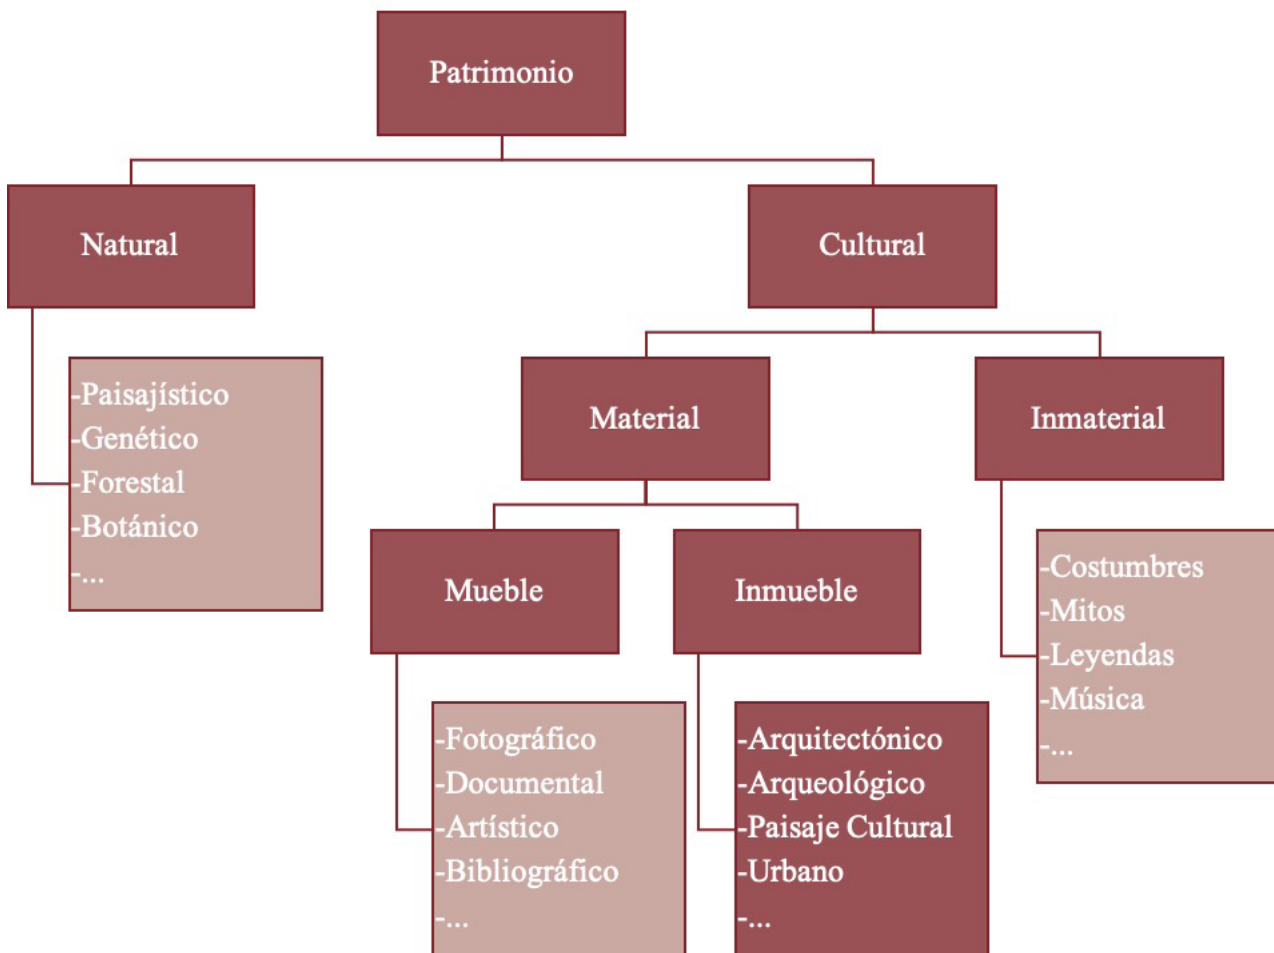 Patrimonio
Natural
Cultural
-Paisajístico
-Genético
-Forestal
-Botánico
-...
Material
Inmaterial
Mueble
Inmueble
-Costumbres
-Mitos
-Leyendas
-Música
-...
-Fotográfico
-Documental
-Artístico
-Bibliográfico
-...
-Arquitectónico
-Arqueológico
-Paisaje Cultural
-Urbano
-...